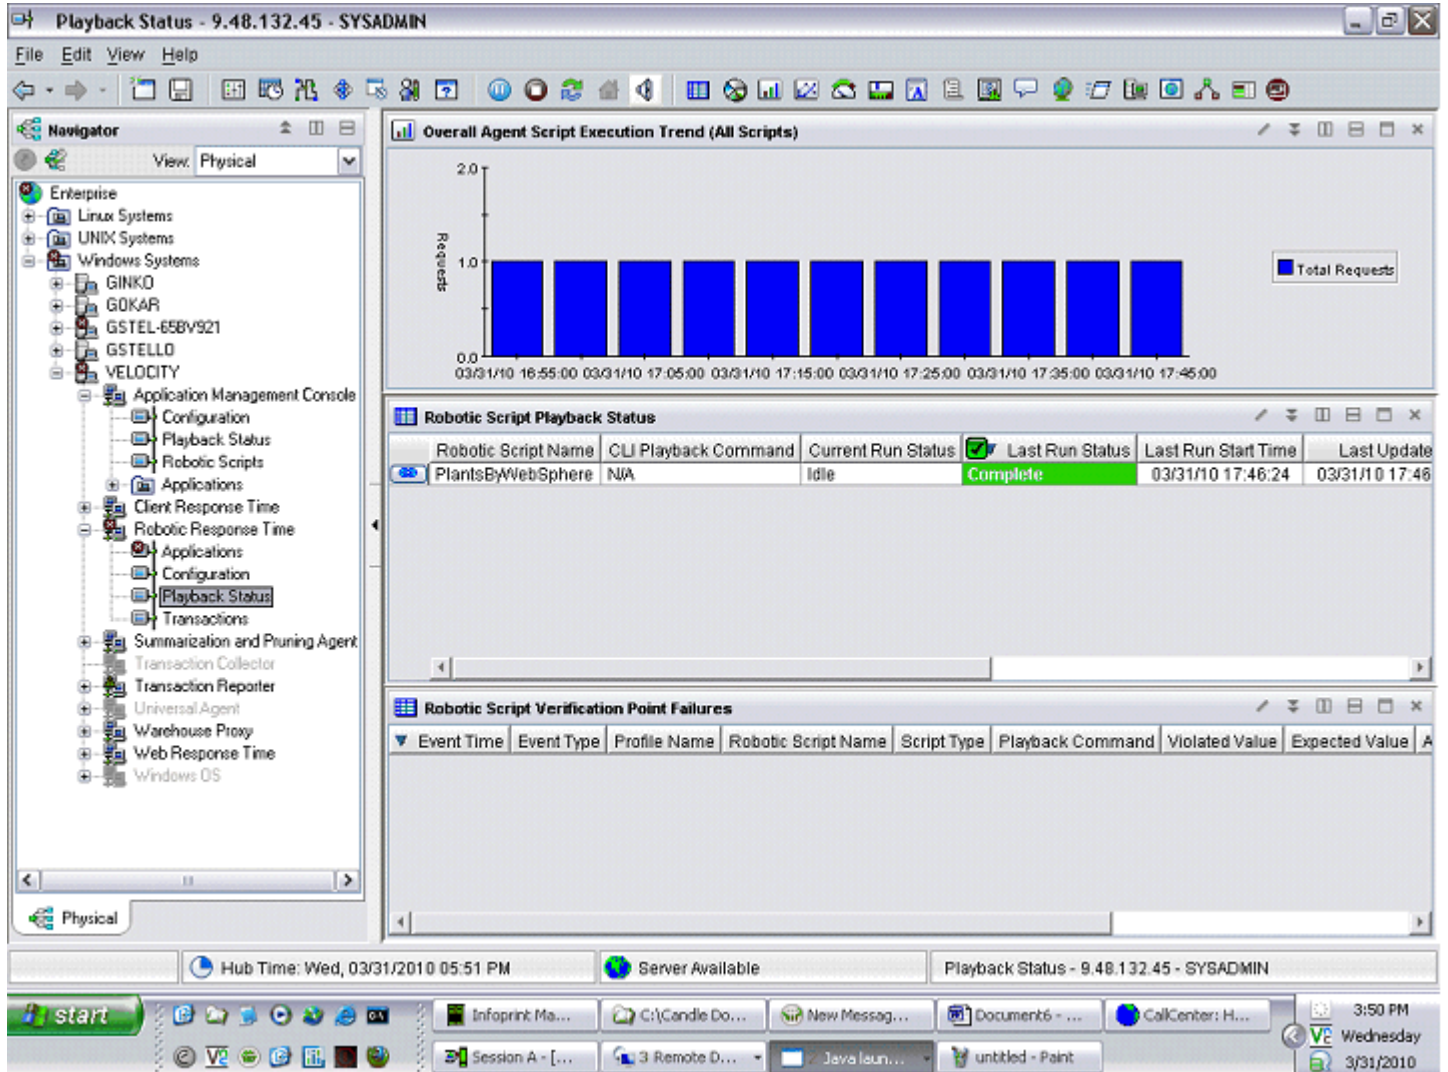 Playback Status - 9.48.132.45 - SYSADMIN
File Edit View Help
Navigator
View: Physical
Enterprise
Linux Systems
UNIX Systems
Windows Systems
GINKO
GOKAR
GSTEL-65BV921
GSTELLO
VELOCITY
Application Management Console
Configuration
Playback Status
Robotic Scripts
Applications
Client Response Time
Robotic Response Time
Applications
Configuration
Playback Status
Transactions
Summarization and Pruning Agent
Transaction Collector
Transaction Reporter
Universal Agent
Warehouse Proxy
Web Response Time
Windows OS
Physical
Overall Agent Script Execution Trend (All Scripts)
2.0
1.0
0.0
Requests
Total Requests
03/31/10 16:55:00 03/31/10 17:05:00 03/31/10 17:15:00 03/31/10 17:25:00 03/31/10 17:35:00 03/31/10 17:45:00
Robotic Script Playback Status
Robotic Script Name CLI Playback Command Current Run Status Last Run Status Last Run Start Time Last Update
PlantsByWebSphere N/A Idle Complete 03/31/10 17:46:24 03/31/10 17:46
Robotic Script Verification Point Failures
Event Time Event Type Profile Name Robotic Script Name Script Type Playback Command Violated Value Expected Value A
Hub Time: Wed, 03/31/2010 05:51 PM Server Available Playback Status - 9.48.132.45 - SYSADMIN
start Infoprint Ma... C:\Candle Do... New Messag... Document6 - ... CallCenter: H... 3:50 PM
Session A - [... 3 Remote D... 2 Java laun... untitled - Paint Wednesday
3/31/2010